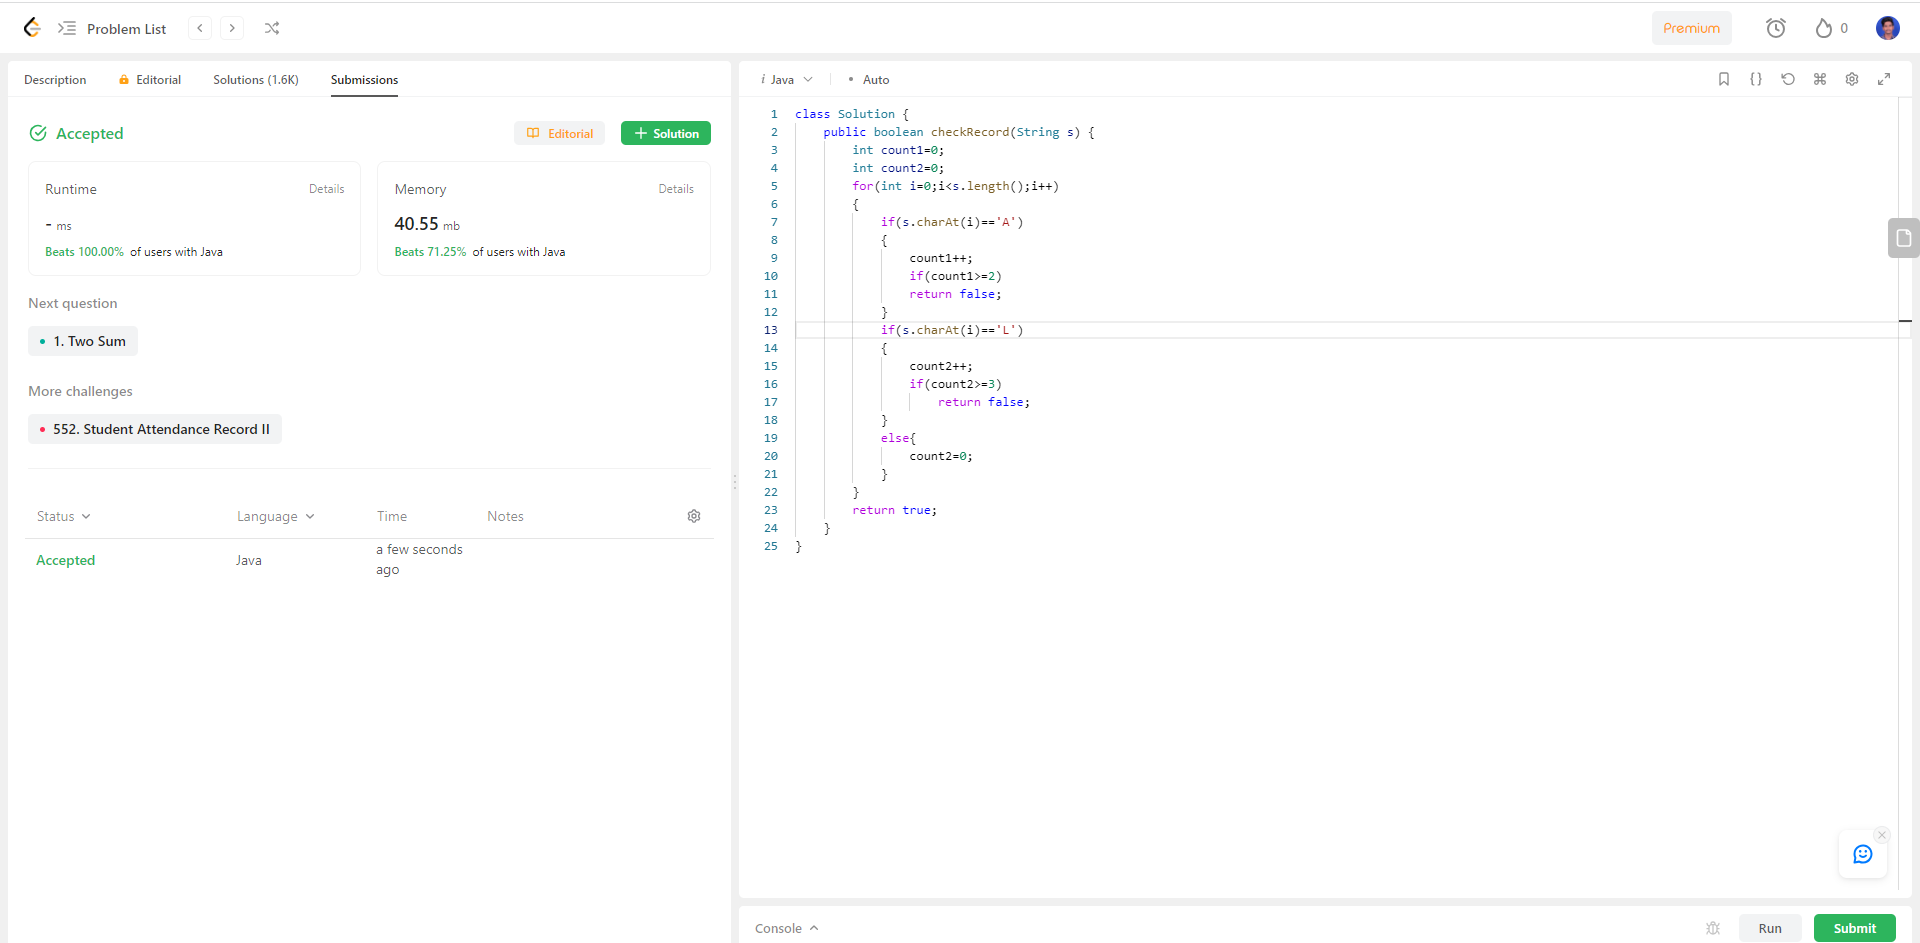 Problem List
Premium
0
Description Editorial Solutions (1.6K) Submissions
Accepted
Editorial
Solution
Runtime Details
- ms
Beats 100.00% of users with Java
Memory Details
40.55 mb
Beats 71.25% of users with Java
Next question
1. Two Sum
More challenges
552. Student Attendance Record II
Status Language Time Notes
Accepted Java a few seconds ago
i Java Auto
1 class Solution {
2 public boolean checkRecord(String s) {
3 int count1=0;
4 int count2=0;
5 for(int i=0;i<s.length();i++)
6 {
7 if(s.charAt(i)=='A')
8 {
9 count1++;
10 if(count1>=2)
11 return false;
12 }
13 if(s.charAt(i)=='L')
14 {
15 count2++;
16 if(count2>=3)
17 return false;
18 }
19 else{
20 count2=0;
21 }
22 }
23 return true;
24 }
25 }
Console
Run
Submit